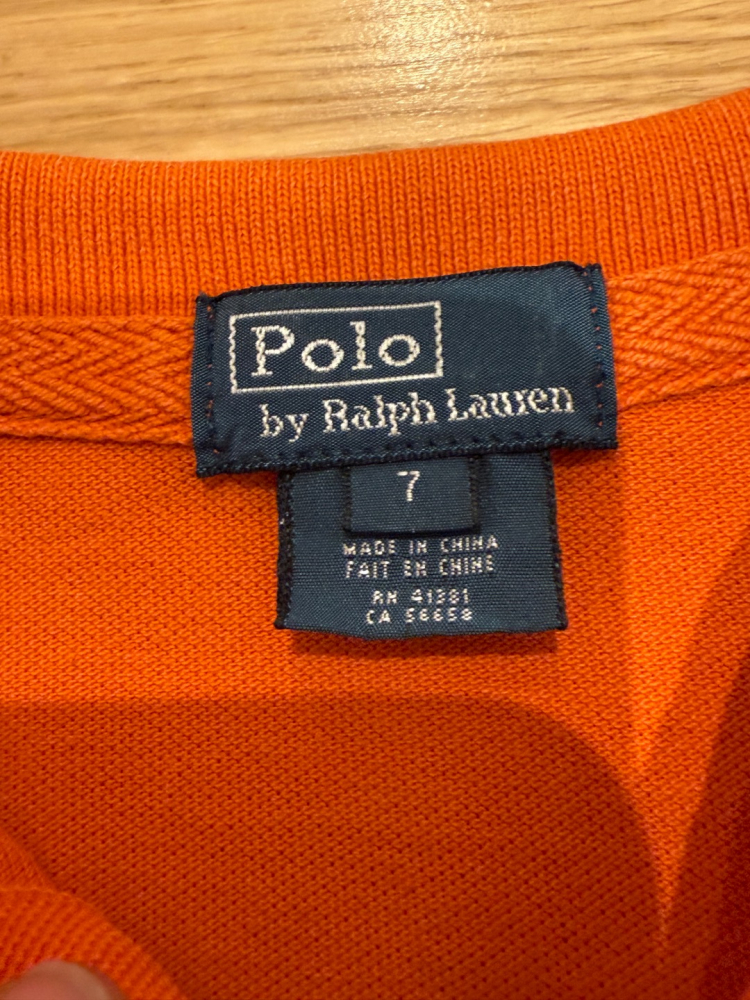 Polo
by Ralph Lauren
7
MADE IN CHINA
FAIT EN CHINE
RN 41381
CA 56658